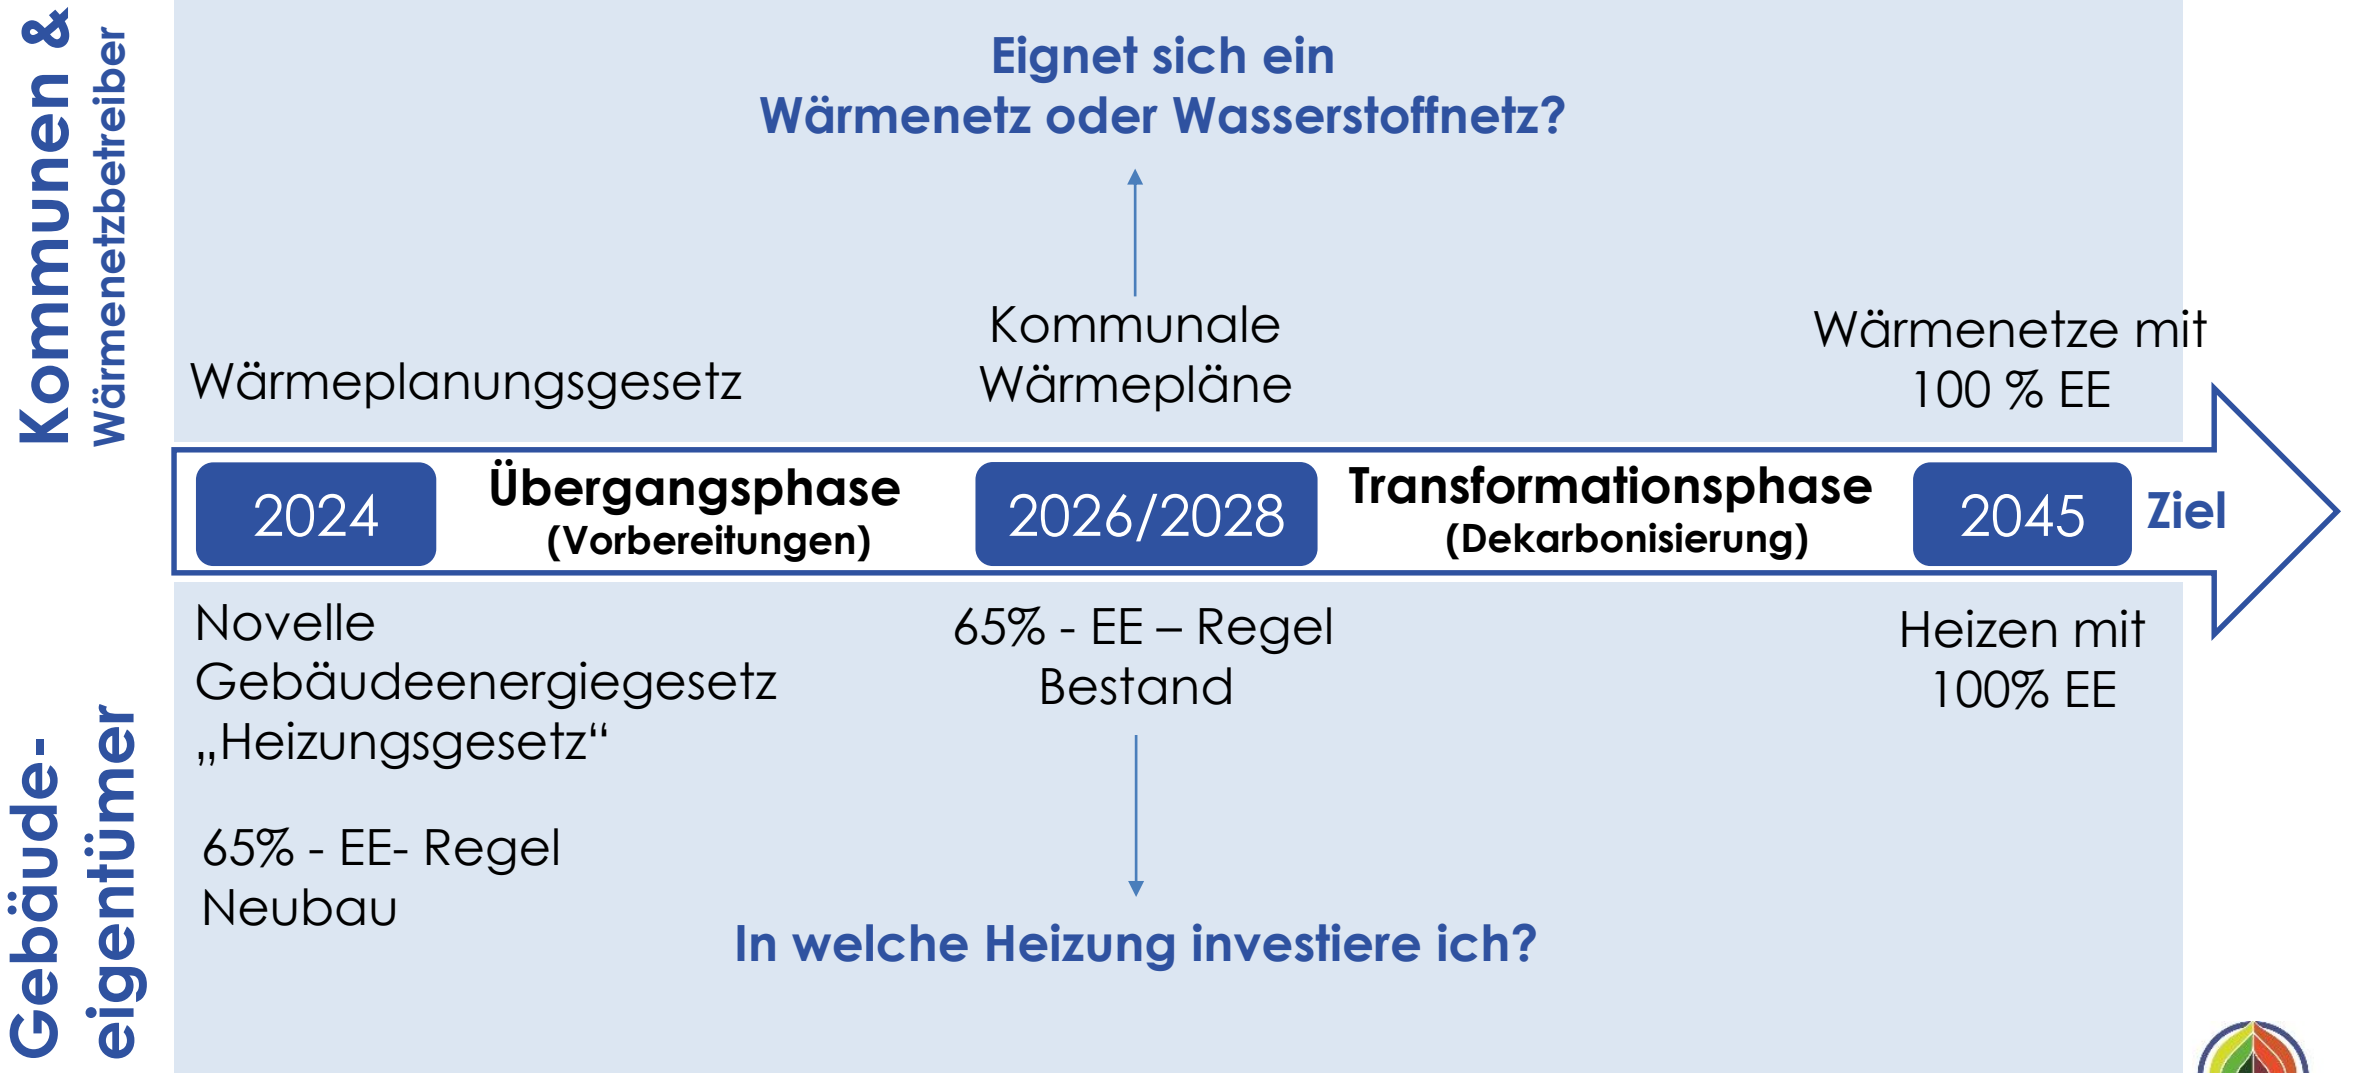 Kommunen &
Wärmenetzbetreiber
Eignet sich ein
Wärmenetz oder Wasserstoffnetz?
Wärmeplanungsgesetz
Kommunale
Wärmepläne
Wärmenetze mit
100 % EE
2024
Übergangsphase
(Vorbereitungen)
2026/2028
Transformationsphase
(Dekarbonisierung)
2045
Ziel
Gebäude-
eigentümer
Novelle
Gebäudeenergiegesetz
„Heizungsgesetz“
65% - EE- Regel
Neubau
65% - EE – Regel
Bestand
In welche Heizung investiere ich?
Heizen mit
100% EE